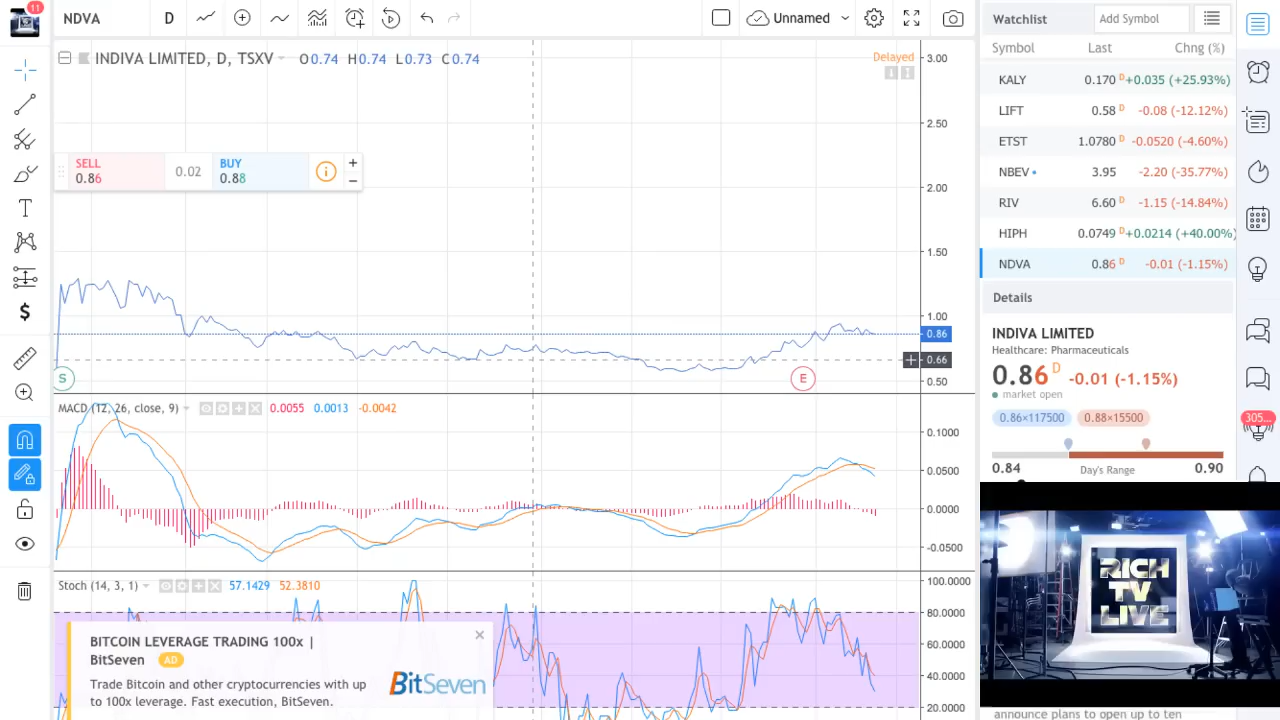 11
NDVA
D
Unnamed
INDIVA LIMITED, D, TSXV
O0.74 H0.74 L0.73 C0.74
Delayed
SELL
0.86
0.02
BUY
0.88
3.00
2.50
2.00
1.50
1.00
0.86
0.66
0.50
S
E
MACD (12, 26, close, 9)
0.0055 0.0013 -0.0042
0.1000
0.0500
0.0000
-0.0500
Stoch (14, 3, 1)
57.1429 52.3810
100.0000
80.0000
60.0000
40.0000
20.0000
BITCOIN LEVERAGE TRADING 100x |
BitSeven AD
Trade Bitcoin and other cryptocurrencies with up
to 100x leverage. Fast execution, BitSeven.
BitSeven
Watchlist
Add Symbol
Symbol Last Chng (%)
KALY 0.170 D +0.035 (+25.93%)
LIFT 0.58 D -0.08 (-12.12%)
ETST 1.0780 D -0.0520 (-4.60%)
NBEV 3.95 -2.20 (-35.77%)
RIV 6.60 D -1.15 (-14.84%)
HIPH 0.0749 D +0.0214 (+40.00%)
NDVA 0.86 D -0.01 (-1.15%)
Details
INDIVA LIMITED
Healthcare: Pharmaceuticals
0.86 D -0.01 (-1.15%)
market open
0.86×117500 0.88×15500
0.84 Day's Range 0.90
305...
RICH
TV
LIVE
announce plans to open up to ten